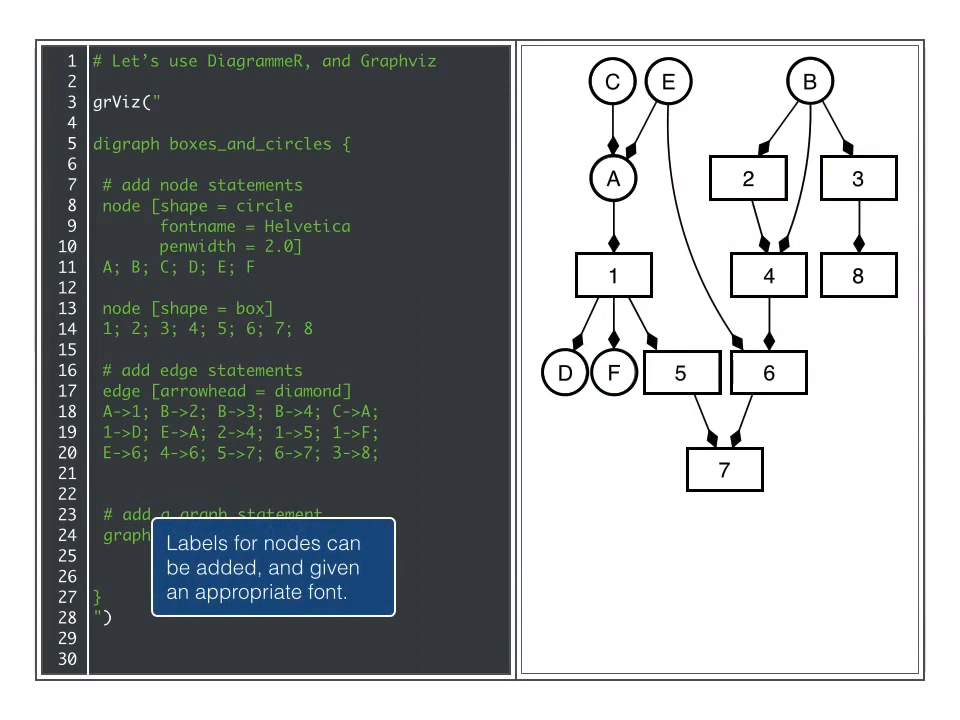 1 # Let’s use DiagrammeR, and Graphviz
2
3 grViz("
4
5 digraph boxes_and_circles {
6
7 # add node statements
8 node [shape = circle
9 fontname = Helvetica
10 penwidth = 2.0]
11 A; B; C; D; E; F
12
13 node [shape = box]
14 1; 2; 3; 4; 5; 6; 7; 8
15
16 # add edge statements
17 edge [arrowhead = diamond]
18 A->1; B->2; B->3; B->4; C->A;
19 1->D; E->A; 2->4; 1->5; 1->F;
20 E->6; 4->6; 5->7; 6->7; 3->8;
21
22
23 # add a graph statement
24 graph
25
26
27 }
28 ")
29
30
Labels for nodes can
be added, and given
an appropriate font.
C E B
A 2 3
1 4 8
D F 5 6
7